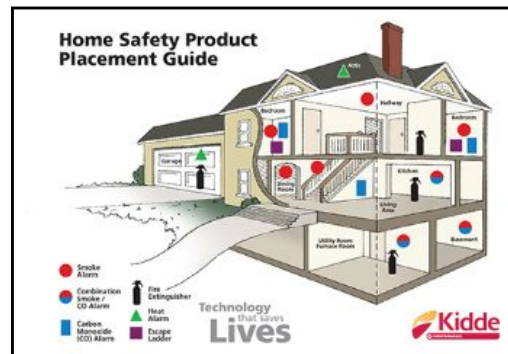 Home Safety Product
Placement Guide
Attic
Bedroom
Hallway
Bedroom
Garage
Dining
Room
Kitchen
Living
Area
Utility Room
Furnace Room
Basement
Smoke
Alarm
Combination
Smoke /
CO Alarm
Carbon
Monoxide
(CO) Alarm
Fire
Extinguisher
Heat
Alarm
Escape
Ladder
Technology
that saves
Lives
Kidde